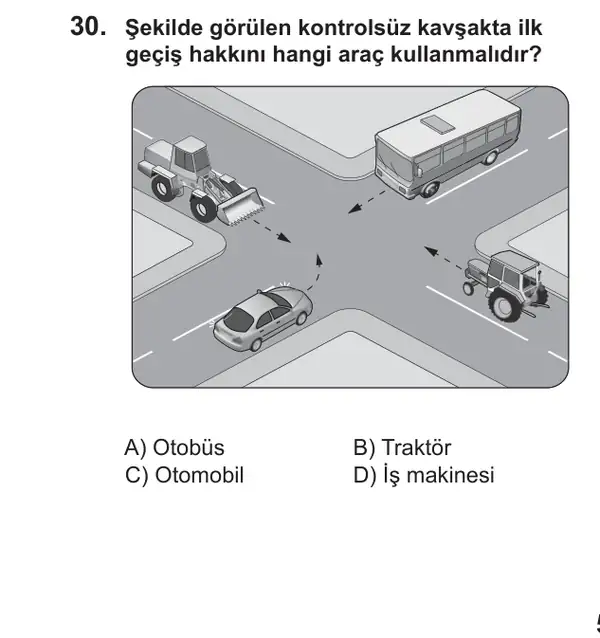 30. Şekilde görülen kontrolsüz kavşakta ilk
geçiş hakkını hangi araç kullanmalıdır?
A) Otobüs
B) Traktör
C) Otomobil
D) İş makinesi